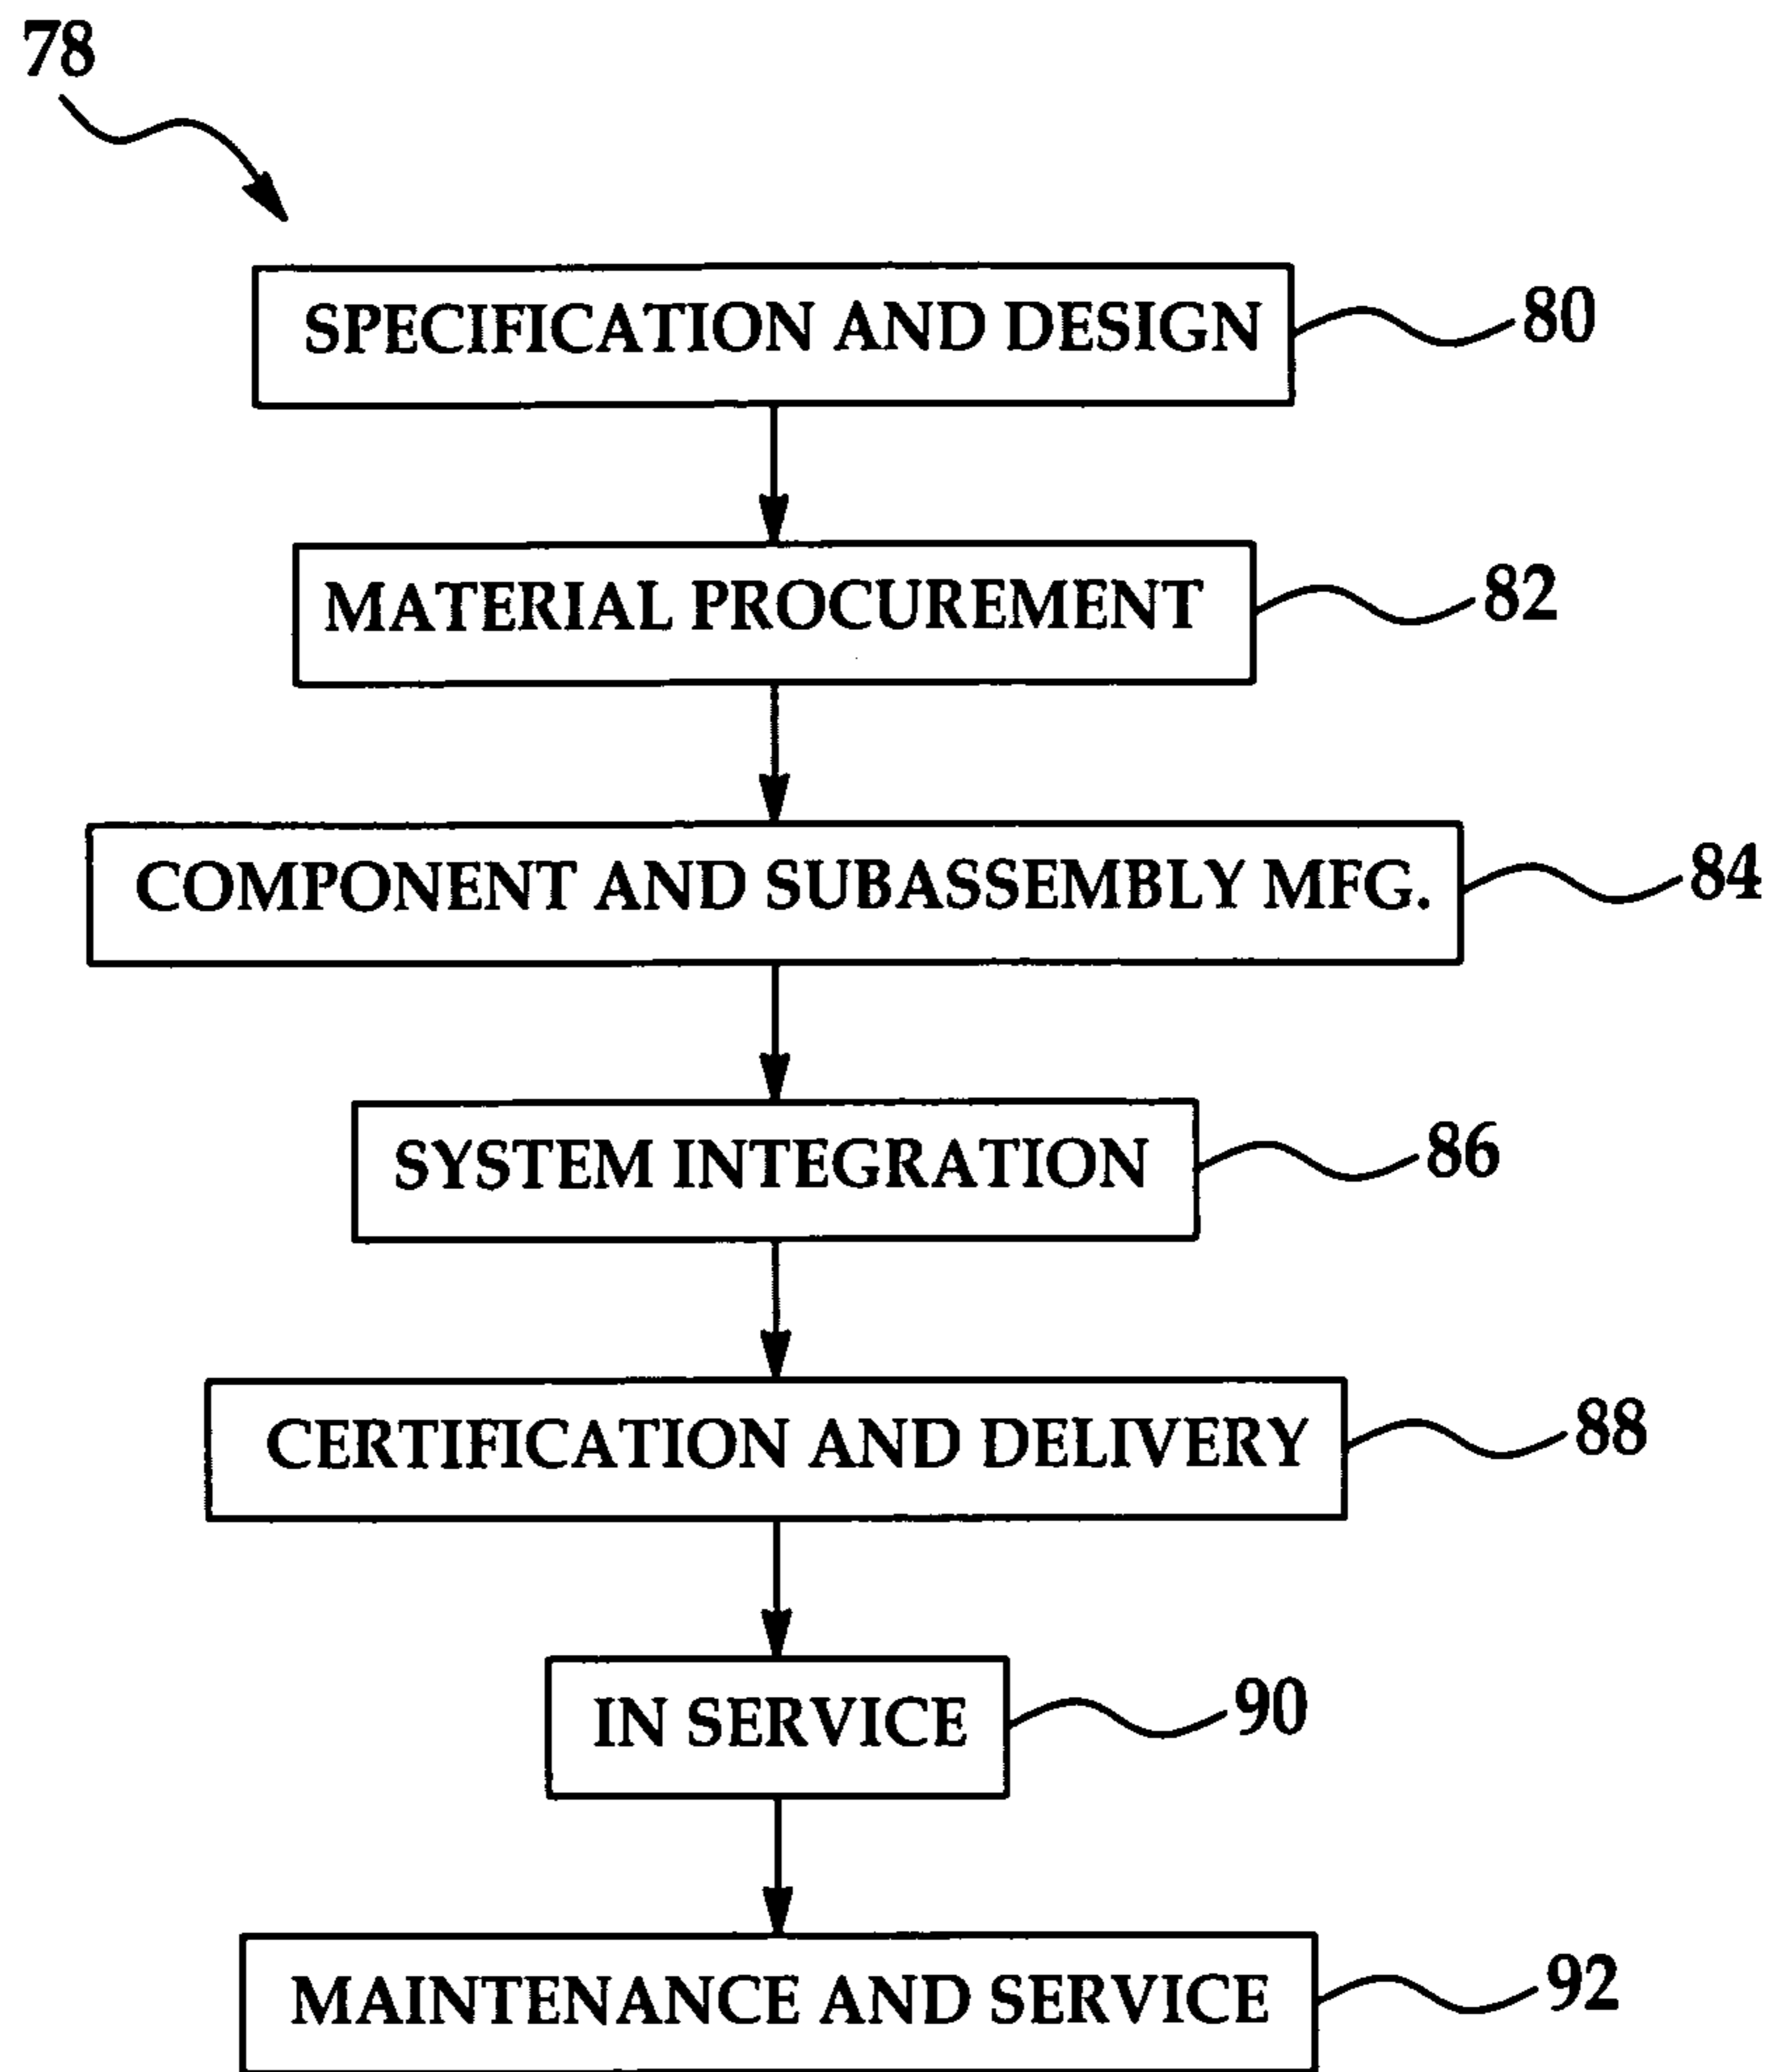 78
SPECIFICATION AND DESIGN 80
MATERIAL PROCUREMENT 82
COMPONENT AND SUBASSEMBLY MFG. 84
SYSTEM INTEGRATION 86
CERTIFICATION AND DELIVERY 88
IN SERVICE 90
MAINTENANCE AND SERVICE 92